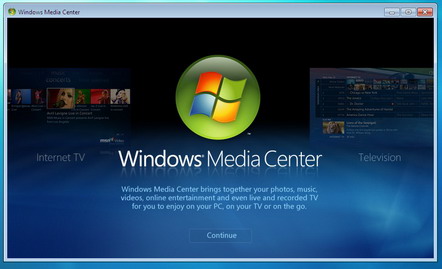 Windows Media Center
Internet TV
Windows® Media Center
Television
Windows Media Center brings together your photos, music,
videos, online entertainment and even live and recorded TV
for you to enjoy on your PC, on your TV or on the go.
Continue